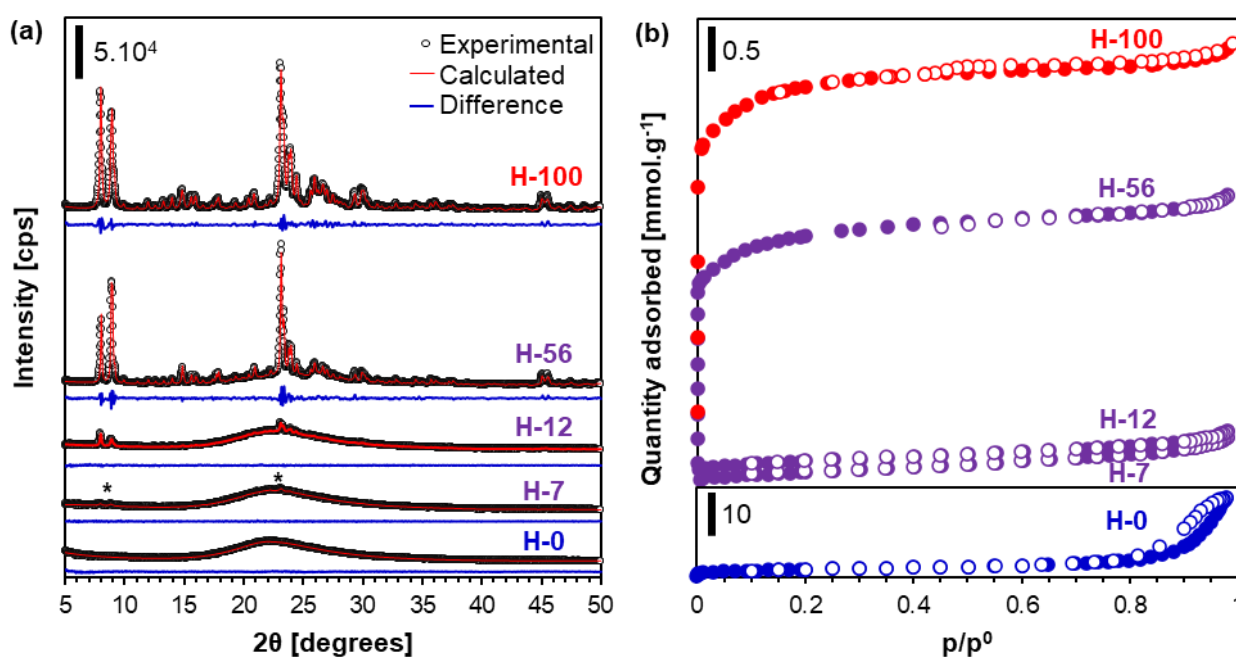 (a)
5.10⁴
Experimental
Calculated
Difference
H-100
H-56
H-12
*
*
H-7
H-0
Intensity [cps]
5 10 15 20 25 30 35 40 45 50
2θ [degrees]
(b)
0.5
H-100
H-56
H-12
H-7
10
H-0
Quantity adsorbed [mmol.g⁻¹]
0 0.2 0.4 0.6 0.8 1
p/p⁰